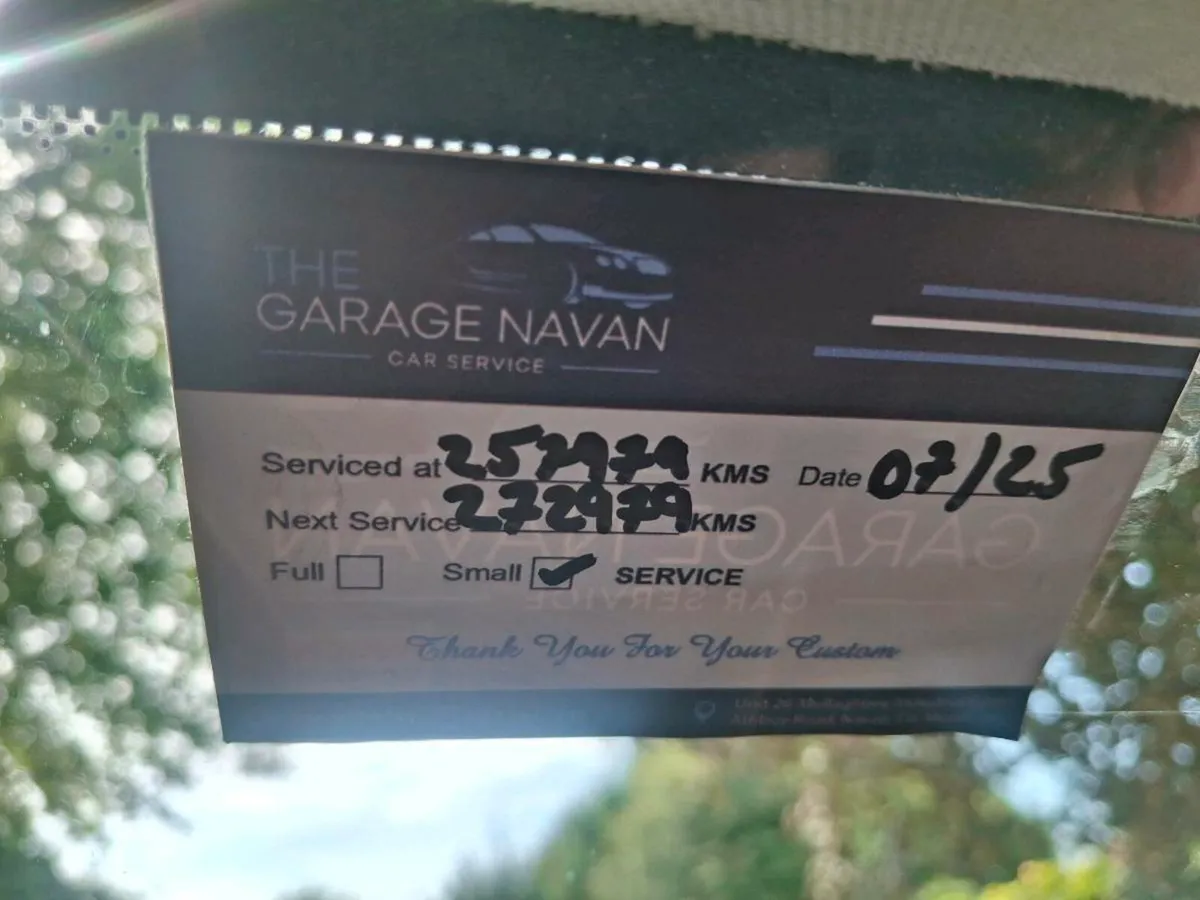 THE
GARAGE NAVAN
CAR SERVICE
Serviced at 252979 KMS Date 07/25
Next Service 272979 KMS
Full Small SERVICE
Thank You For Your Custom